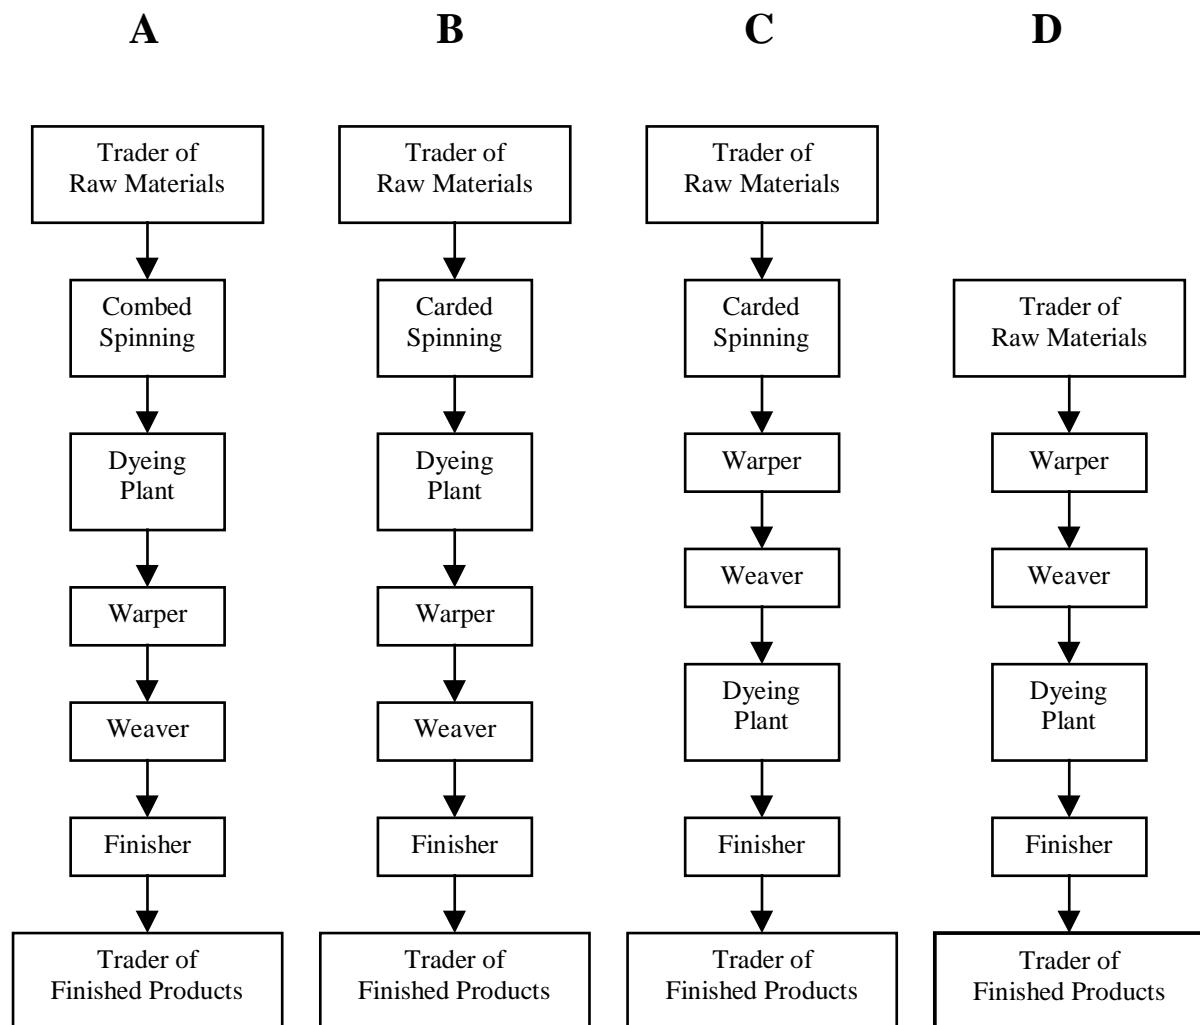 A
B
C
D
Trader of
Raw Materials
Combed
Spinning
Dyeing
Plant
Warper
Weaver
Finisher
Trader of
Finished Products
Trader of
Raw Materials
Carded
Spinning
Dyeing
Plant
Warper
Weaver
Finisher
Trader of
Finished Products
Trader of
Raw Materials
Carded
Spinning
Warper
Weaver
Dyeing
Plant
Finisher
Trader of
Finished Products
Trader of
Raw Materials
Warper
Weaver
Dyeing
Plant
Finisher
Trader of
Finished Products